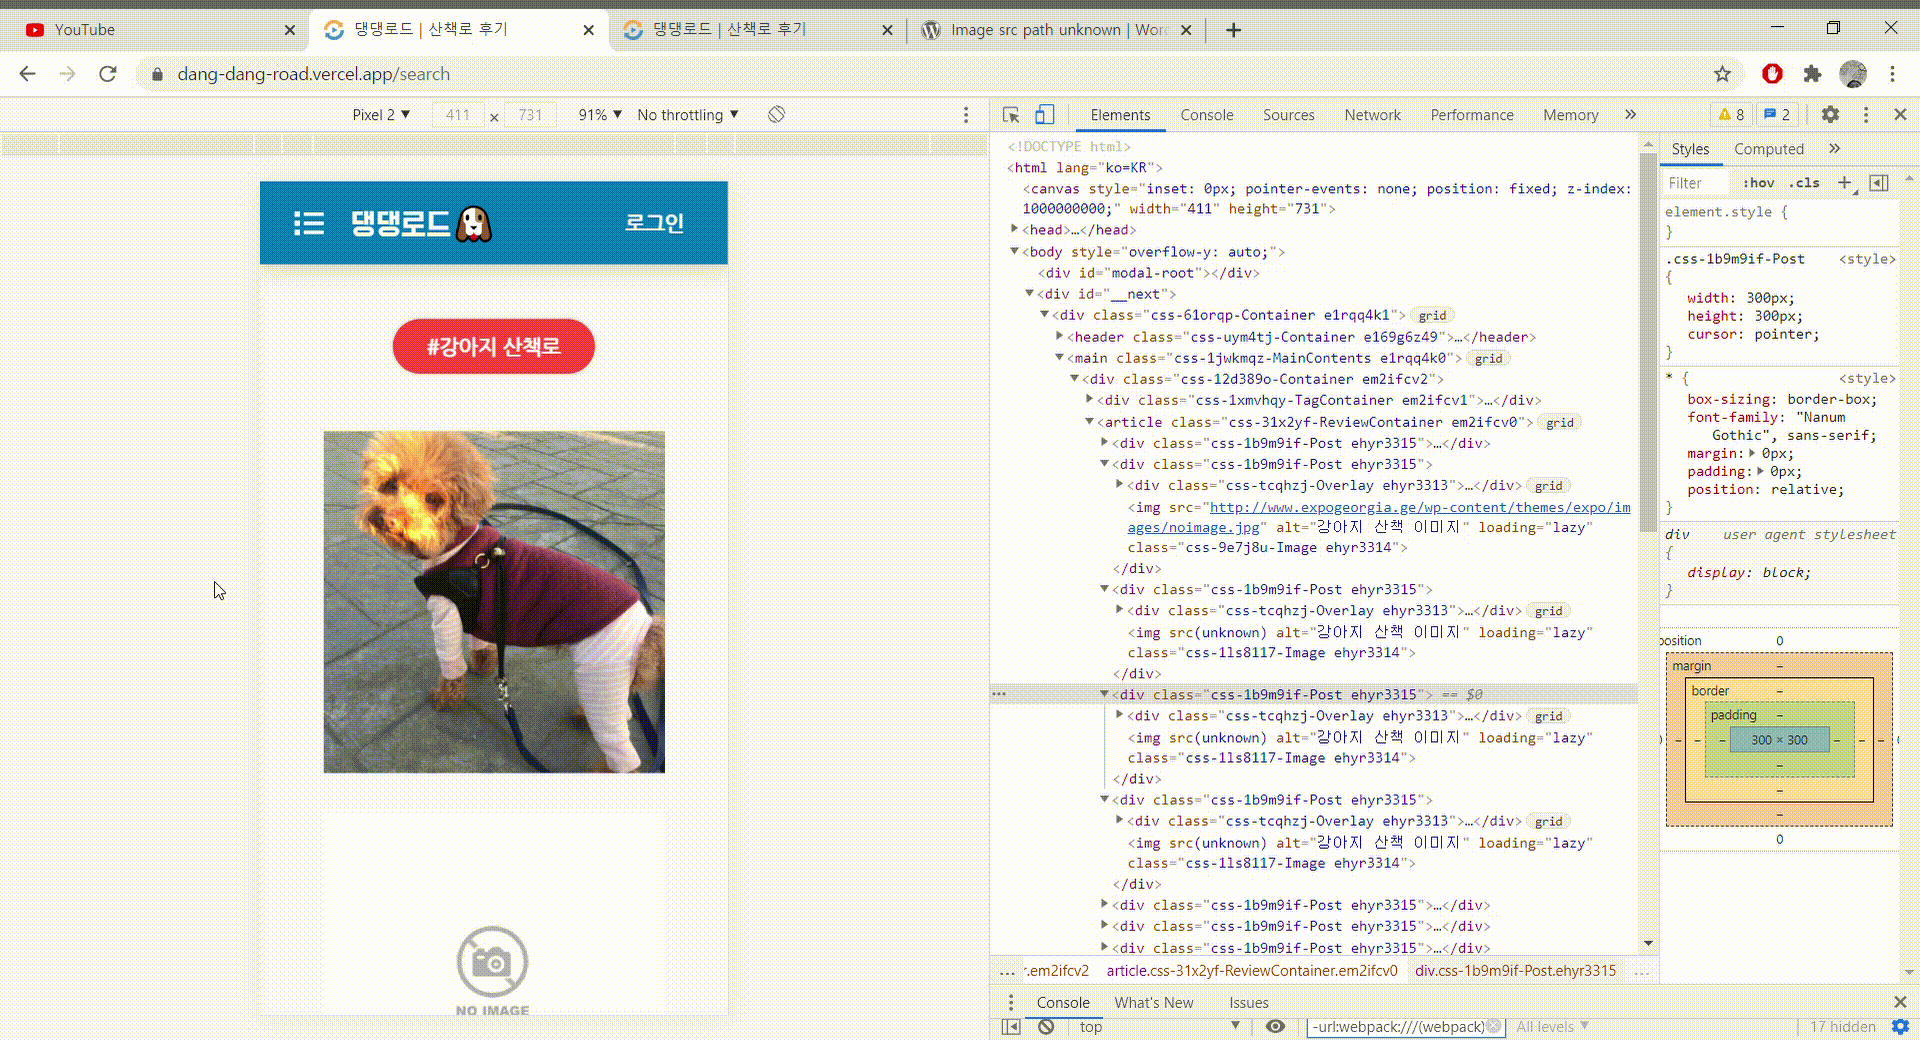 YouTube
댕댕로드 | 산책로 후기
댕댕로드 | 산책로 후기
Image src path unknown | Word
dang-dang-road.vercel.app/search
Pixel 2 ▼ 411 × 731 91% ▼ No throttling ▼
Elements Console Sources Network Performance Memory » 8 2
댕댕로드
로그인
#강아지 산책로
NO IMAGE
<!DOCTYPE html>
<html lang="ko=KR">
<canvas style="inset: 0px; pointer-events: none; position: fixed; z-index:
1000000000;" width="411" height="731">
▶<head>…</head>
▼<body style="overflow-y: auto;">
<div id="modal-root"></div>
▼<div id="__next">
▼<div class="css-61orqp-Container e1rqq4k1"> grid
▶<header class="css-uym4tj-Container e169g6z49">…</header>
▼<main class="css-1jwkmqz-MainContents e1rqq4k0"> grid
▼<div class="css-12d389o-Container em2ifcv2">
▶<div class="css-1xmvhqy-TagContainer em2ifcv1">…</div>
▼<article class="css-31x2yf-ReviewContainer em2ifcv0"> grid
▶<div class="css-1b9m9if-Post ehyr3315">…</div>
▼<div class="css-1b9m9if-Post ehyr3315">
▶<div class="css-tcqhzj-Overlay ehyr3313">…</div> grid
<img src="http://www.expogeorgia.ge/wp-content/themes/expo/im
ages/noimage.jpg" alt="강아지 산책 이미지" loading="lazy"
class="css-9e7j8u-Image ehyr3314">
</div>
▼<div class="css-1b9m9if-Post ehyr3315">
▶<div class="css-tcqhzj-Overlay ehyr3313">…</div> grid
<img src(unknown) alt="강아지 산책 이미지" loading="lazy"
class="css-1ls8117-Image ehyr3314">
</div>
… ▼<div class="css-1b9m9if-Post ehyr3315"> == $0
▶<div class="css-tcqhzj-Overlay ehyr3313">…</div> grid
<img src(unknown) alt="강아지 산책 이미지" loading="lazy"
class="css-1ls8117-Image ehyr3314">
</div>
▼<div class="css-1b9m9if-Post ehyr3315">
▶<div class="css-tcqhzj-Overlay ehyr3313">…</div> grid
<img src(unknown) alt="강아지 산책 이미지" loading="lazy"
class="css-1ls8117-Image ehyr3314">
</div>
▶<div class="css-1b9m9if-Post ehyr3315">…</div>
▶<div class="css-1b9m9if-Post ehyr3315">…</div>
▶<div class="css-1b9m9if-Post ehyr3315">…</div>
… r.em2ifcv2 article.css-31x2yf-ReviewContainer.em2ifcv0 div.css-1b9m9if-Post.ehyr3315 …
Styles Computed »
Filter :hov .cls +
element.style {
}
.css-1b9m9if-Post <style>
{
width: 300px;
height: 300px;
cursor: pointer;
}
* { <style>
box-sizing: border-box;
font-family: "Nanum
Gothic", sans-serif;
margin:▶ 0px;
padding:▶ 0px;
position: relative;
}
div user agent stylesheet
{
display: block;
}
position 0
margin –
border –
padding –
– – – 300 × 300 – – –
–
–
–
0
Console What's New Issues
top ▼ -url:webpack:///(webpack) All levels ▼ 17 hidden